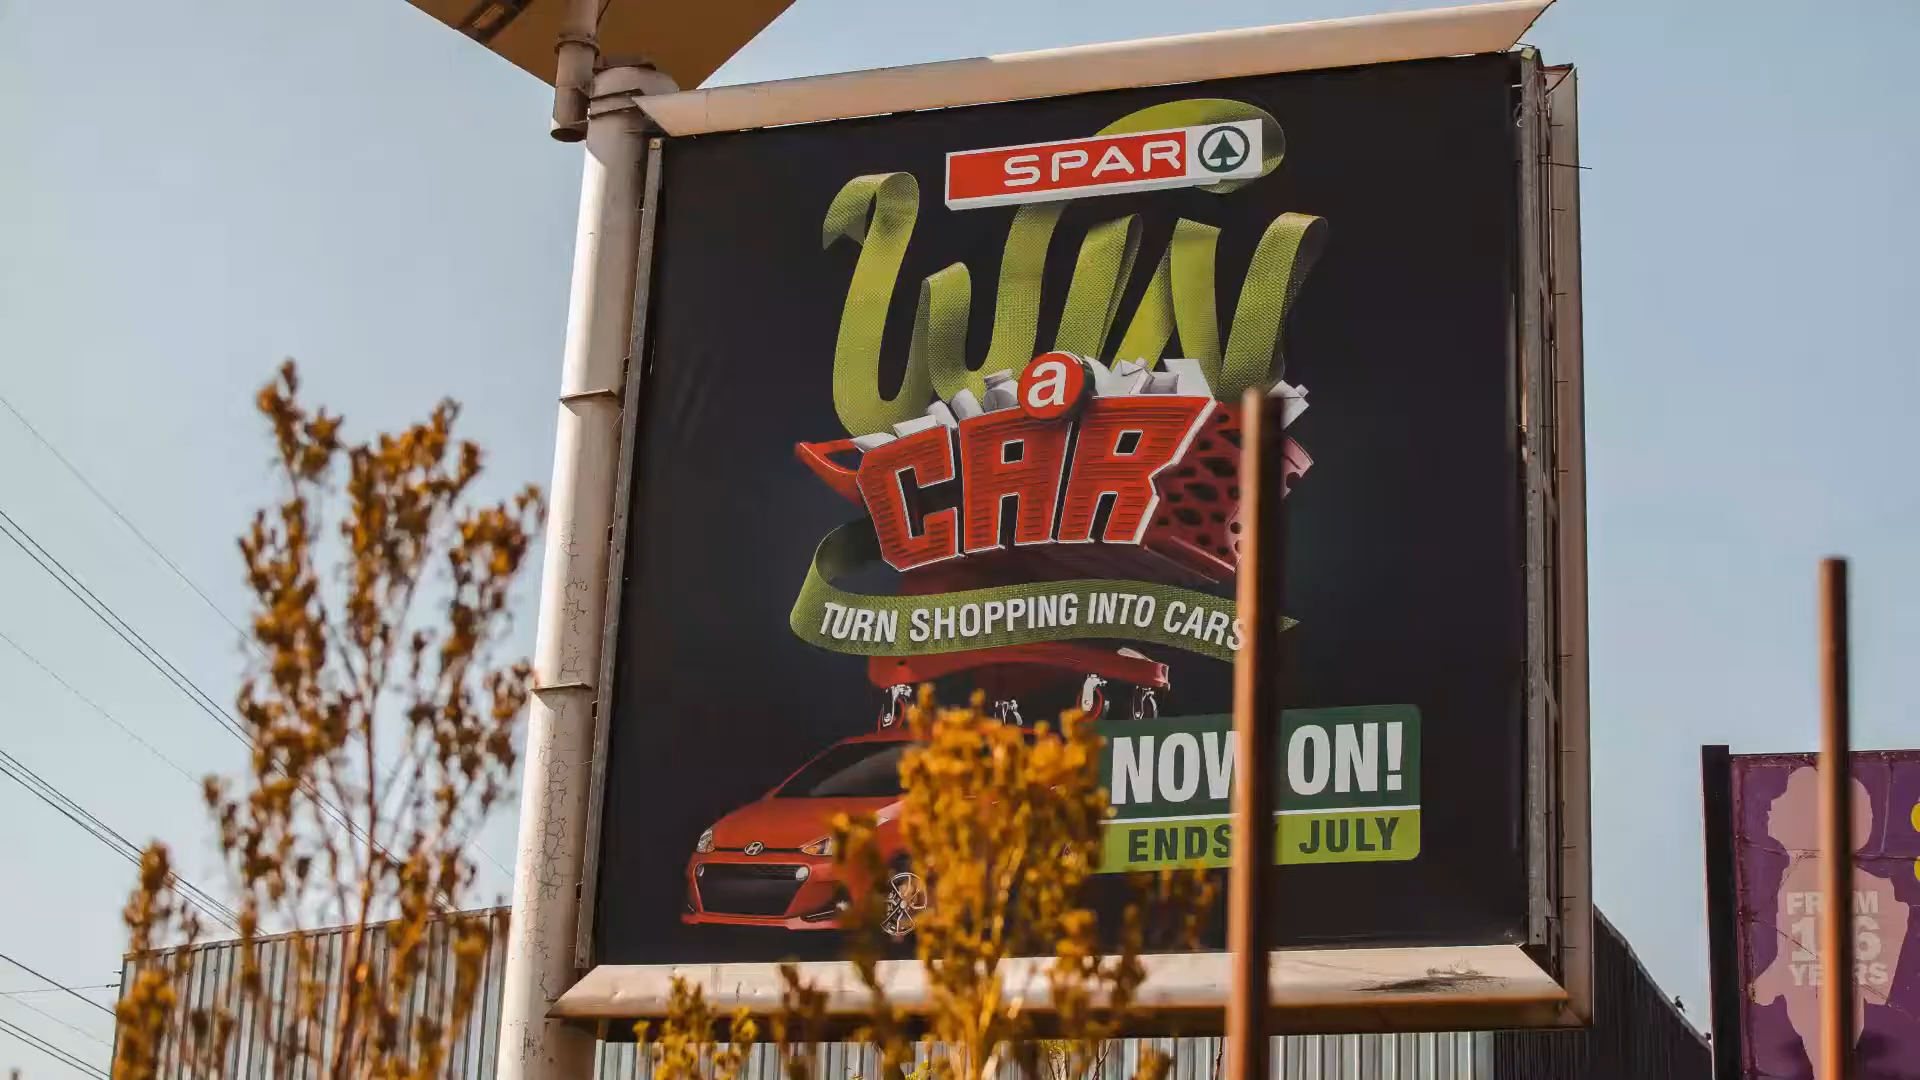 SPAR
WIN
a
CAR
TURN SHOPPING INTO CARS
NOW ON!
ENDS JULY
FROM
YEARS